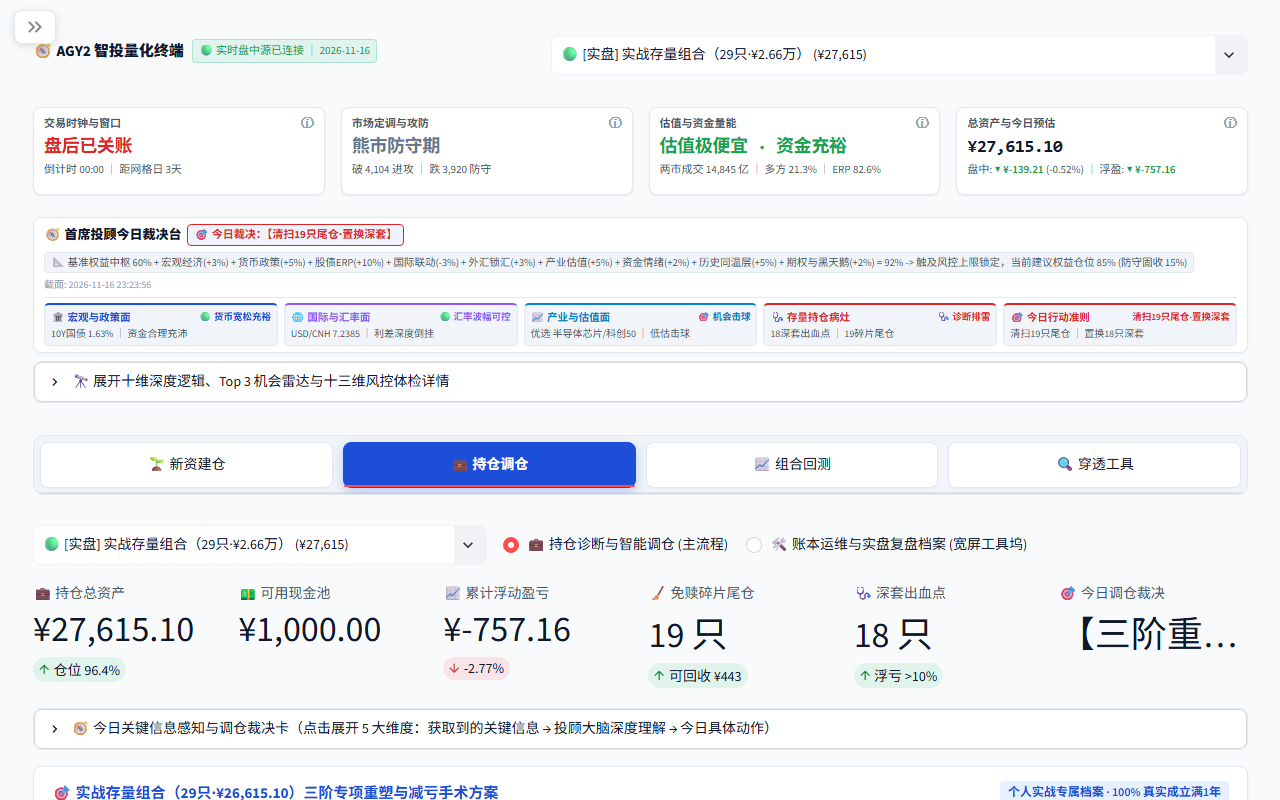 AGY2 智投量化终端
实时盘中源已连接 | 2026-11-16
[实盘] 实战存量组合（29只·¥2.66万） (¥27,615)
交易时钟与窗口
盘后已关账
倒计时 00:00 | 距网格日 3天
市场定调与攻防
熊市防守期
破 4,104 进攻 | 跌 3,920 防守
估值与资金量能
估值极便宜 · 资金充裕
两市成交 14,845 亿 | 多方 21.3% | ERP 82.6%
总资产与今日预估
¥27,615.10
盘中: ▼¥-139.21 (-0.52%) | 浮盈: ▼¥-757.16
首席投顾今日裁决台
今日裁决：【清扫19只尾仓·置换深套】
基准权益中枢 60% + 宏观经济(+3%) + 货币政策(+5%) + 股债ERP(+10%) + 国际联动(-3%) + 外汇锁汇(+3%) + 产业估值(+5%) + 资金情绪(+2%) + 历史同温层(+5%) + 期权与黑天鹅(+2%) = 92% -> 触及风控上限锁定，当前建议权益仓位 85% (防守固收 15%)
截面: 2026-11-16 23:23:56
宏观与政策面
货币宽松充裕
10Y国债 1.63% | 资金合理充沛
国际与汇率面
汇率波幅可控
USD/CNH 7.2385 | 利差深度倒挂
产业与估值面
机会击球
优选 半导体芯片/科创50 | 低估击球
存量持仓病灶
诊断排雷
18深套出血点 | 19碎片尾仓
今日行动准则
清扫19只尾仓·置换深套
清扫19只尾仓 | 置换18只深套
展开十维深度逻辑、Top 3 机会雷达与十三维风控体检详情
新资建仓
持仓调仓
组合回测
穿透工具
[实盘] 实战存量组合（29只·¥2.66万） (¥27,615)
持仓诊断与智能调仓 (主流程)
账本运维与实盘复盘档案 (宽屏工具坞)
持仓总资产
¥27,615.10
↑ 仓位 96.4%
可用现金池
¥1,000.00
累计浮动盈亏
¥-757.16
↓ -2.77%
免赎碎片尾仓
19 只
↑ 可回收 ¥443
深套出血点
18 只
↑ 浮亏 >10%
今日调仓裁决
【三阶重…
今日关键信息感知与调仓裁决卡（点击展开 5 大维度：获取到的关键信息 → 投顾大脑深度理解 → 今日具体动作）
实战存量组合（29只·¥26,615.10）三阶专项重塑与减亏手术方案
个人实战专属档案 · 100% 真实成立满1年